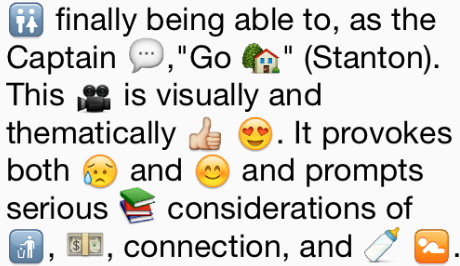 🚻 finally being able to, as the
Captain 💬,"Go 🏡" (Stanton).
This 🎥 is visually and
thematically 👍 😍. It provokes
both 😥 and 😊 and prompts
serious 📚 considerations of
🚮, 💵, connection, and 🍼 🚼.